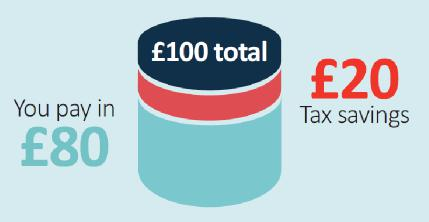 £100 total
You pay in
£80
£20
Tax savings